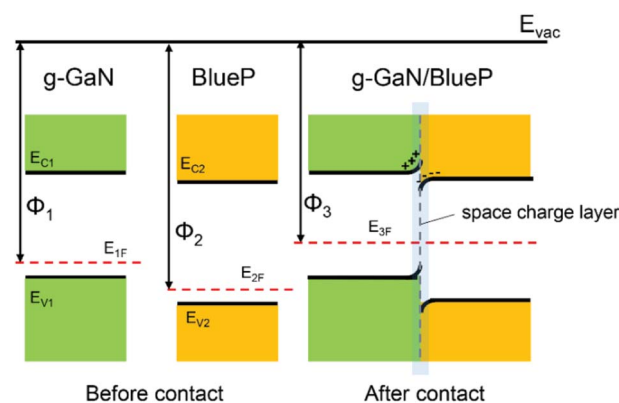 E_vac
g-GaN BlueP g-GaN/BlueP
E_C1 E_C2
+++
---
Φ_1 Φ_2 Φ_3
space charge layer
E_1F E_2F E_3F
E_V1 E_V2
Before contact After contact